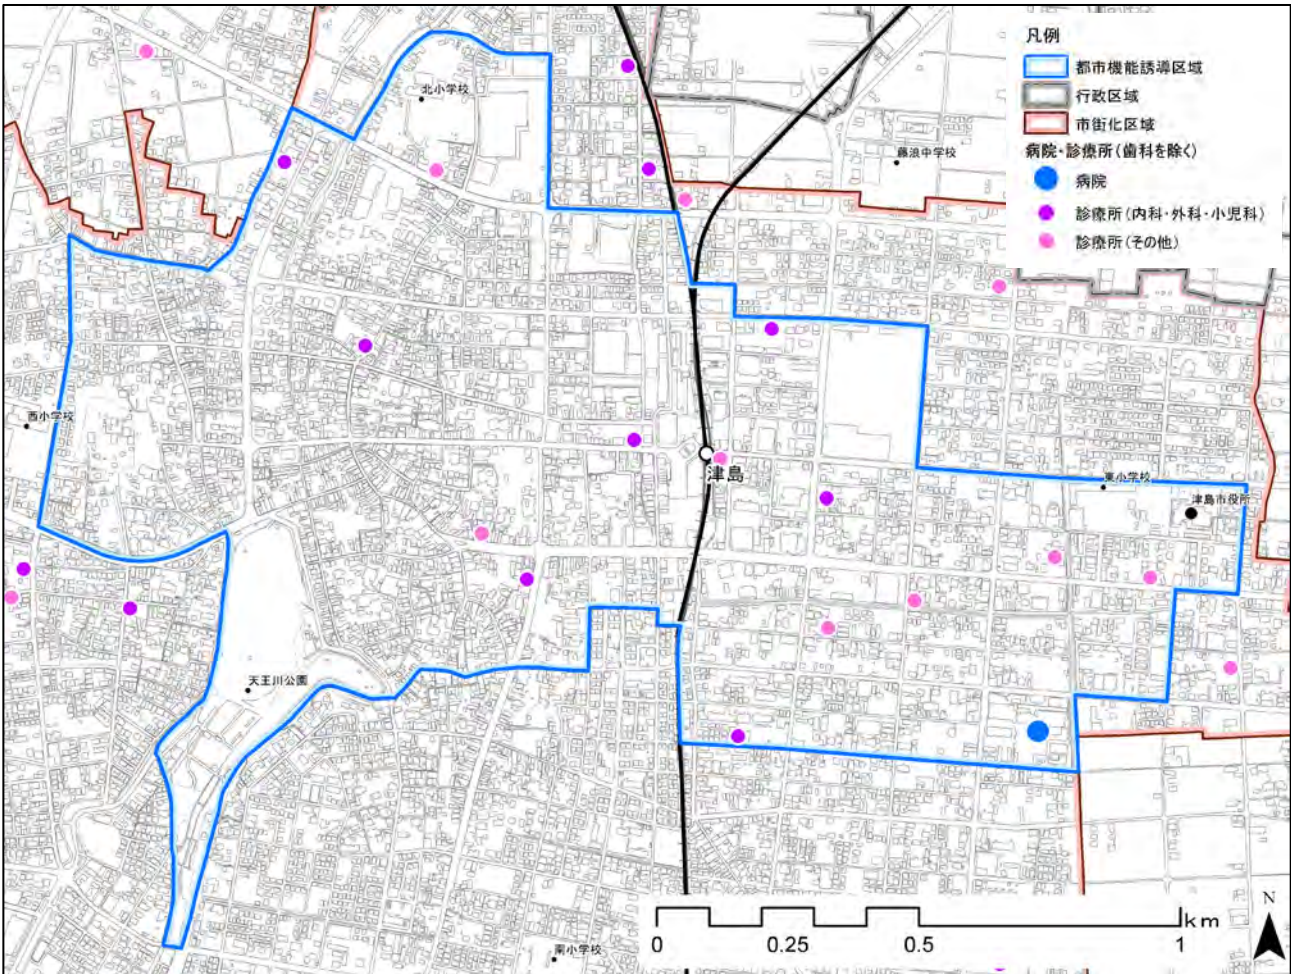 凡例
都市機能誘導区域
行政区域
市街化区域
病院・診療所(歯科を除く)
病院
診療所(内科・外科・小児科)
診療所(その他)
北小学校
藤浪中学校
西小学校
津島
東小学校
津島市役所
天王川公園
南小学校
N
km
0 0.25 0.5 1